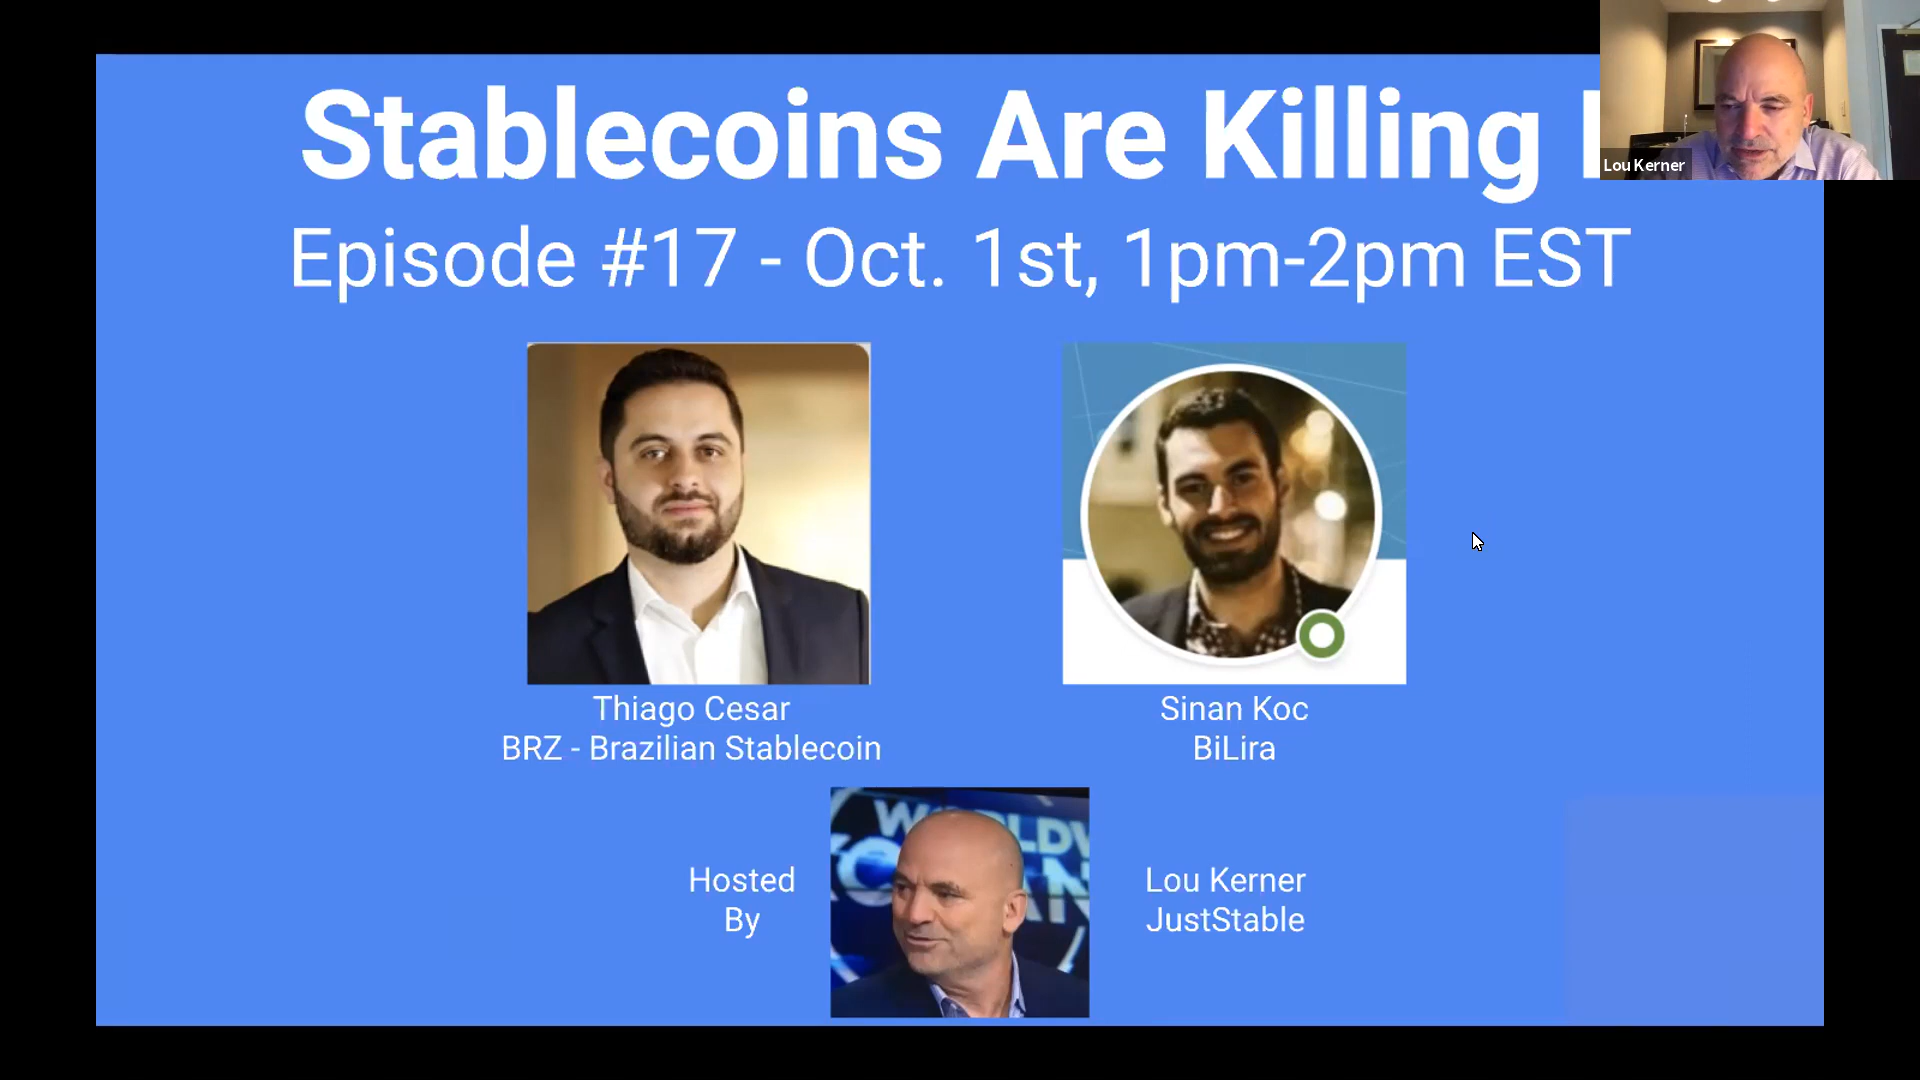 Stablecoins Are Killing
Episode #17 - Oct. 1st, 1pm-2pm EST
Lou Kerner
Thiago Cesar
BRZ - Brazilian Stablecoin
Sinan Koc
BiLira
Hosted
By
Lou Kerner
JustStable